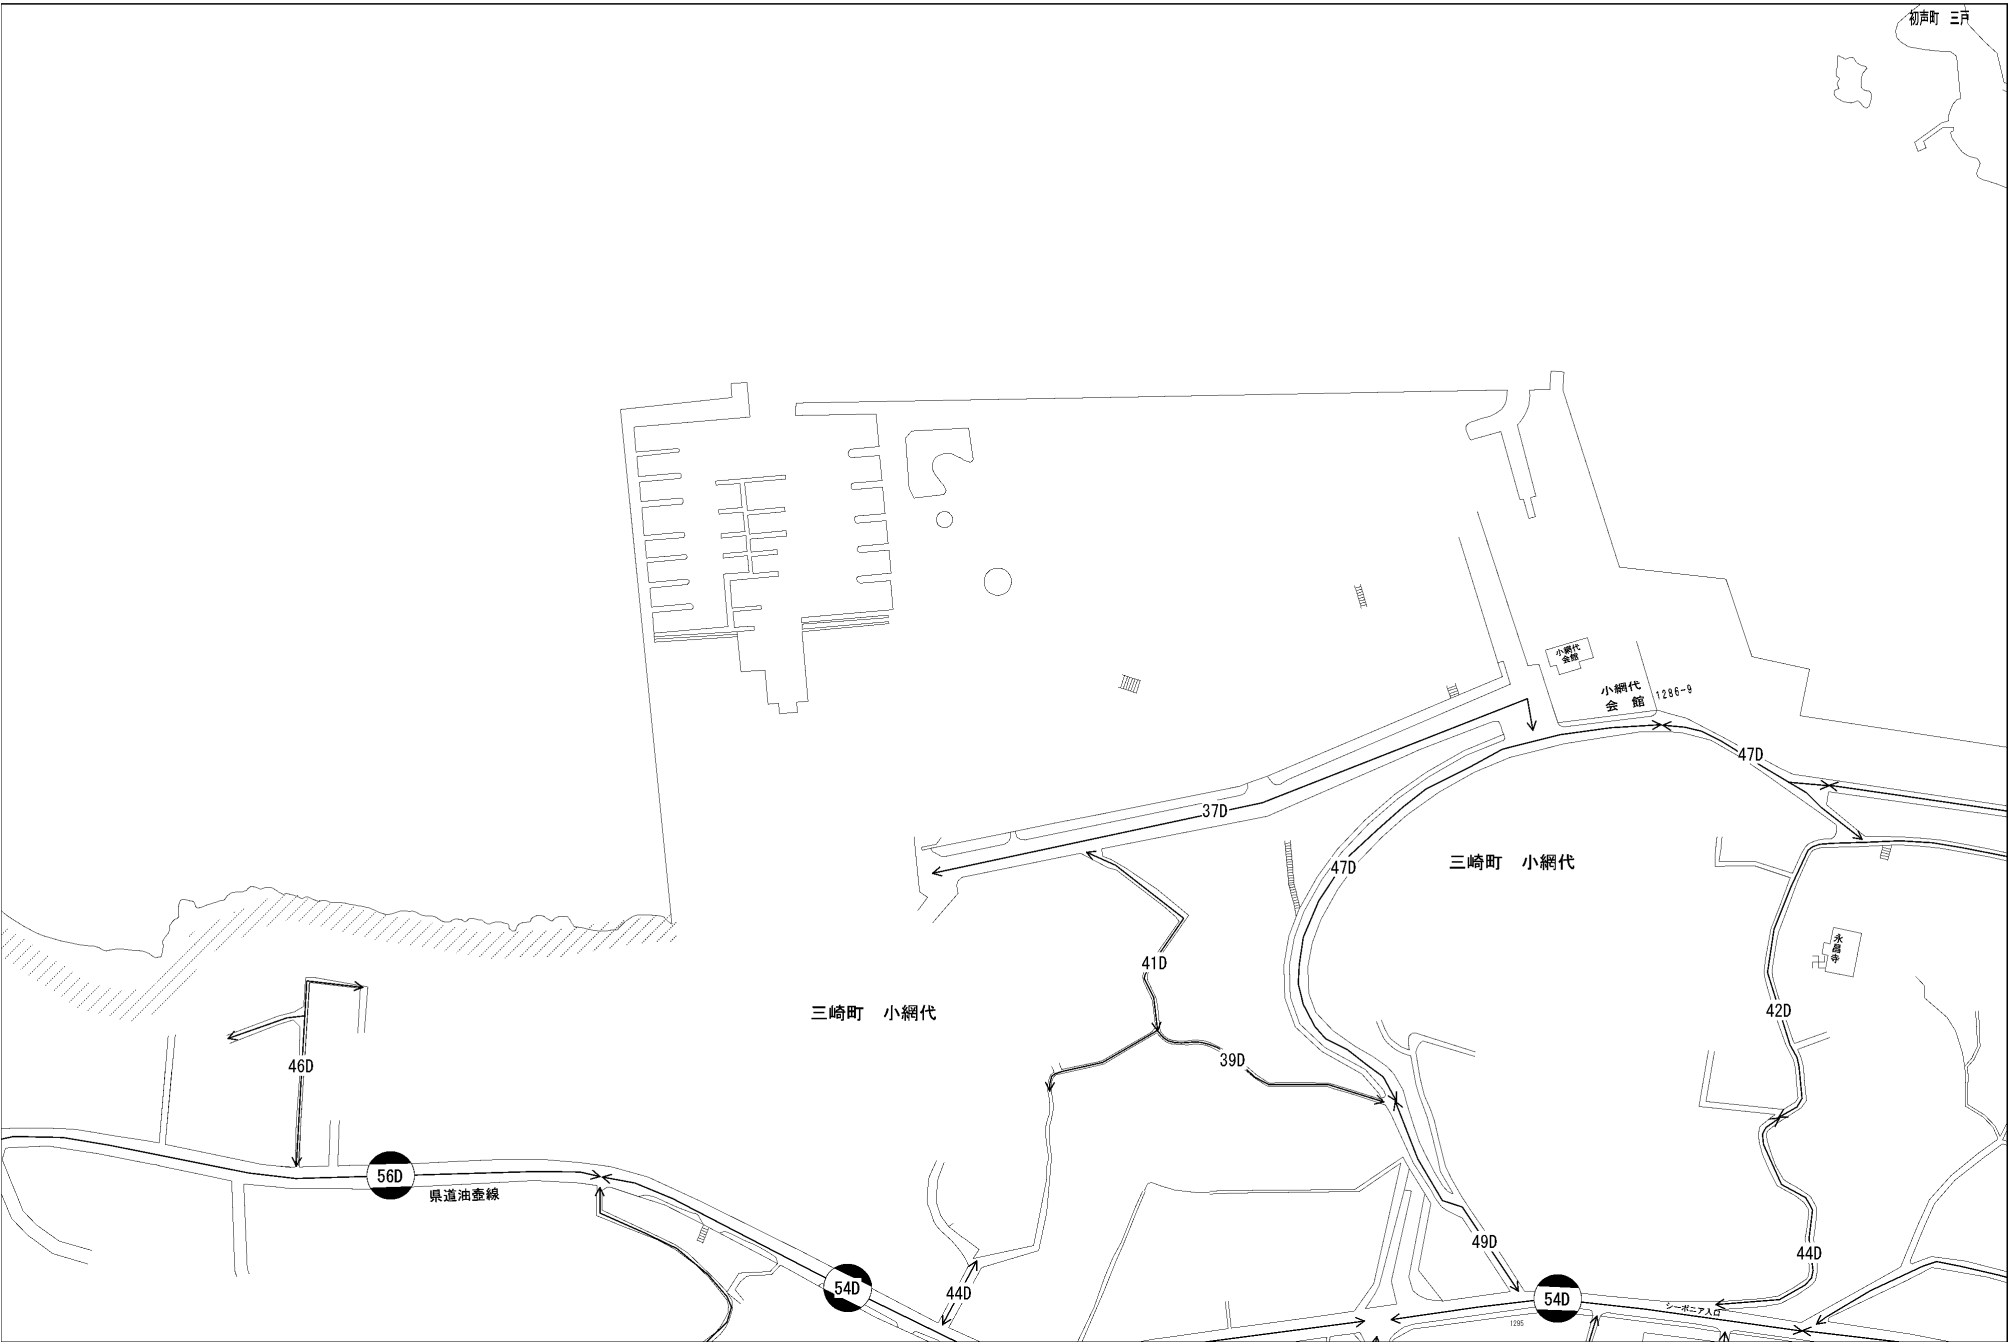 初声町 三戸
小網代
会館
小網代
会 館
1286-9
47D
37D
47D
三崎町 小網代
永昌寺
41D
三崎町 小網代
42D
39D
46D
56D
県道油壺線
49D
44D
54D
44D
54D
シーボニア入口
1295